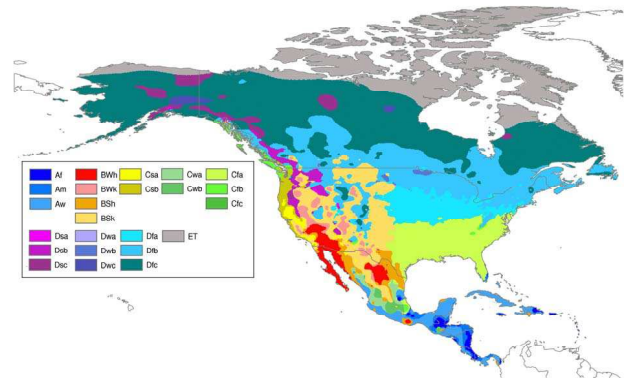 Af BWh Csa Cwa Cfa
Am BWk Csb Cwb Cfb
Aw BSh Cfc
BSk
Dsa Dwa Dfa ET
Dsb Dwb Dfb
Dsc Dwc Dfc